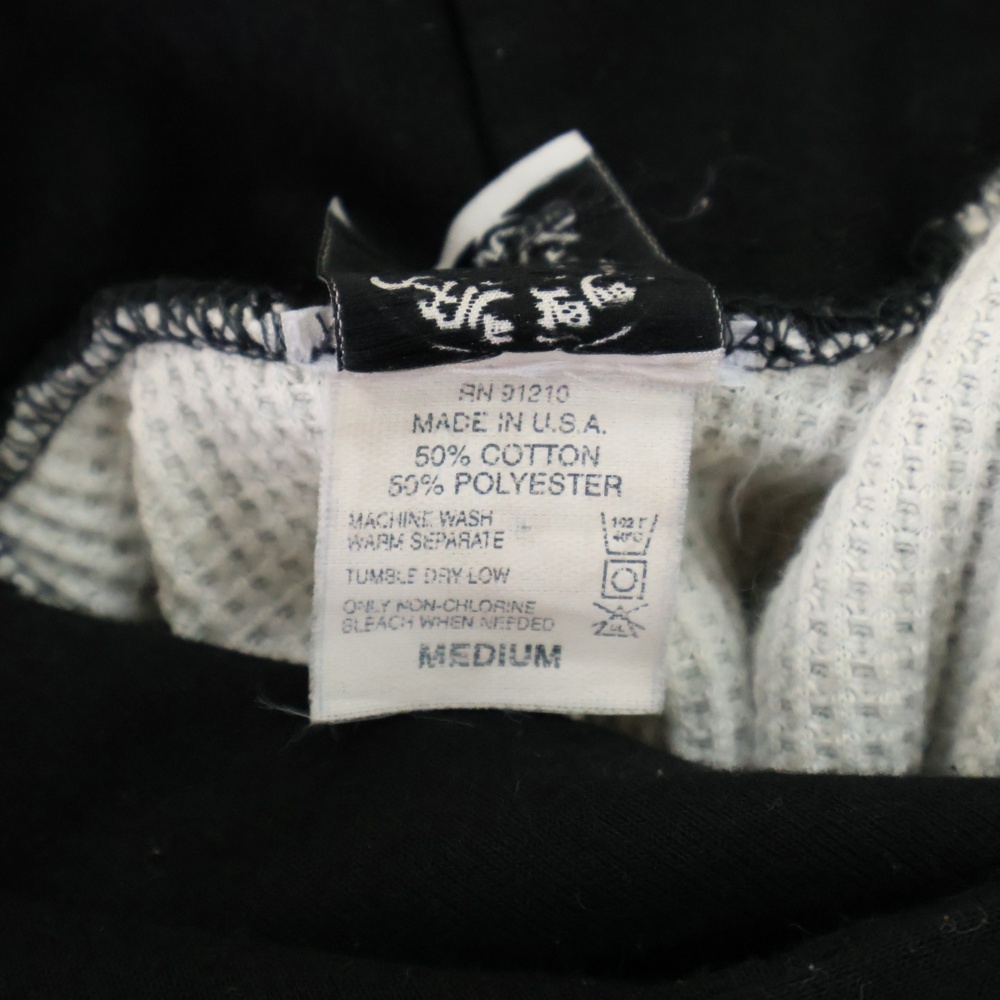 RN 91210
MADE IN U.S.A.
50% COTTON
50% POLYESTER
MACHINE WASH
WARM SEPARATE
TUMBLE DRY LOW
ONLY NON-CHLORINE
BLEACH WHEN NEEDED
MEDIUM